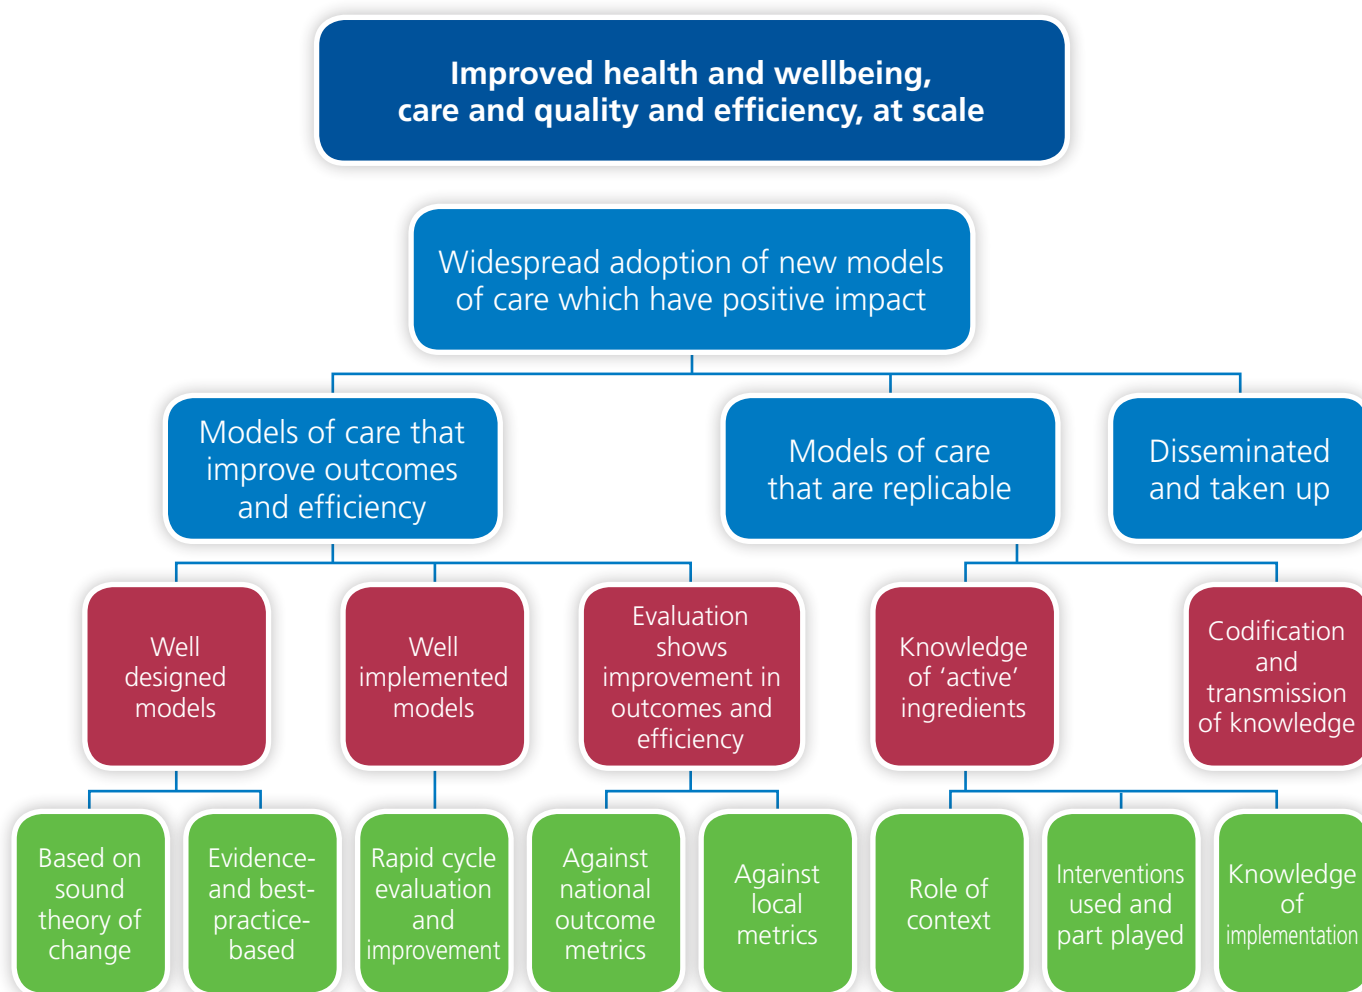 Improved health and wellbeing,
care and quality and efficiency, at scale
Widespread adoption of new models
of care which have positive impact
Models of care that
improve outcomes
and efficiency
Models of care
that are replicable
Disseminated
and taken up
Well
designed
models
Well
implemented
models
Evaluation
shows
improvement in
outcomes and
efficiency
Knowledge
of ‘active’
ingredients
Codification
and
transmission
of knowledge
Based on
sound
theory of
change
Evidence-
and best-
practice-
based
Rapid cycle
evaluation
and
improvement
Against
national
outcome
metrics
Against
local
metrics
Role of
context
Interventions
used and
part played
Knowledge
of
implementation